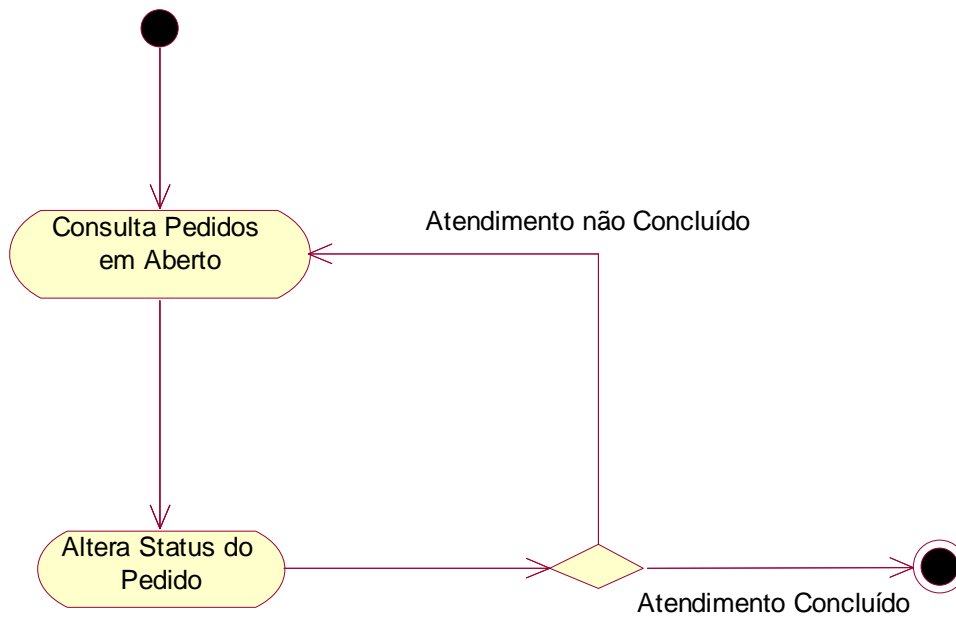 Consulta Pedidos
em Aberto
Atendimento não Concluído
Altera Status do
Pedido
Atendimento Concluído